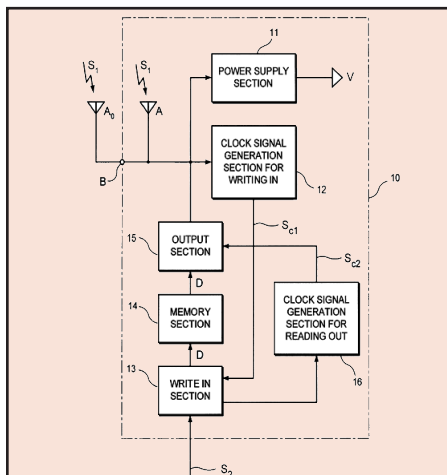 11
S1
S1
POWER SUPPLY
SECTION
V
A0
A
CLOCK SIGNAL
GENERATION
SECTION FOR
WRITING IN
B
10
12
Sc1
15
OUTPUT
SECTION
Sc2
D
14
MEMORY
SECTION
CLOCK SIGNAL
GENERATION
SECTION FOR
READING OUT
D
13
WRITE IN
SECTION
16
S2